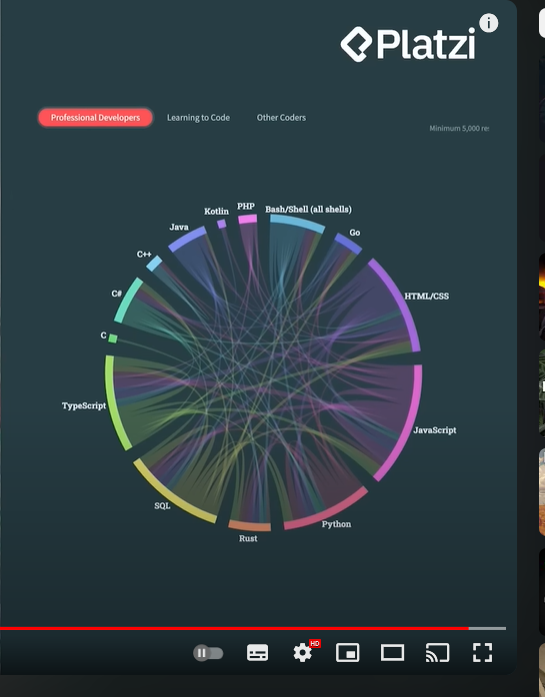 Platzi
Professional Developers
Learning to Code
Other Coders
Minimum 5,000 re
PHP
Bash/Shell (all shells)
Kotlin
Java
Go
C++
C#
HTML/CSS
C
TypeScript
JavaScript
SQL
Python
Rust
HD